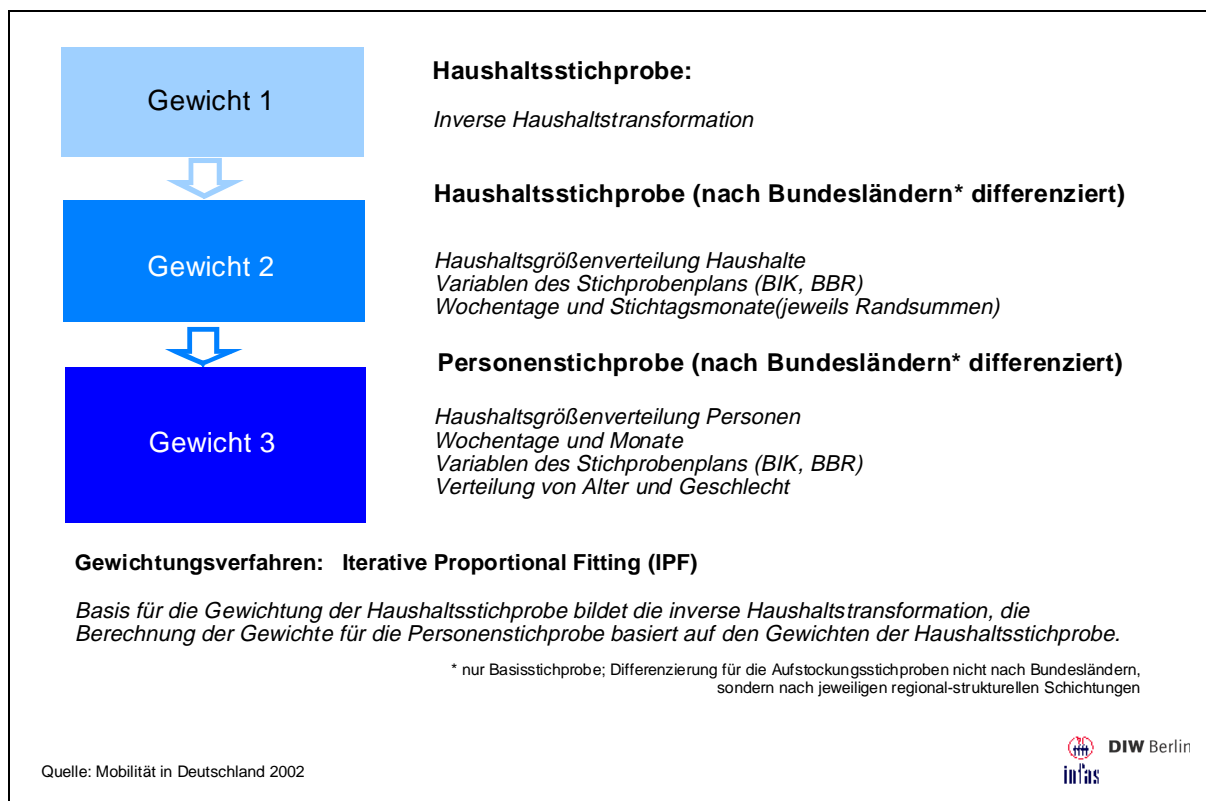 Gewicht 1
Haushaltsstichprobe:
Inverse Haushaltstransformation
Gewicht 2
Haushaltsstichprobe (nach Bundesländern* differenziert)
Haushaltsgrößenverteilung Haushalte
Variablen des Stichprobenplans (BIK, BBR)
Wochentage und Stichtagsmonate(jeweils Randsummen)
Gewicht 3
Personenstichprobe (nach Bundesländern* differenziert)
Haushaltsgrößenverteilung Personen
Wochentage und Monate
Variablen des Stichprobenplans (BIK, BBR)
Verteilung von Alter und Geschlecht
Gewichtungsverfahren: Iterative Proportional Fitting (IPF)
Basis für die Gewichtung der Haushaltsstichprobe bildet die inverse Haushaltstransformation, die
Berechnung der Gewichte für die Personenstichprobe basiert auf den Gewichten der Haushaltsstichprobe.
* nur Basisstichprobe; Differenzierung für die Aufstockungsstichproben nicht nach Bundesländern,
sondern nach jeweiligen regional-strukturellen Schichtungen
DIW Berlin
infas
Quelle: Mobilität in Deutschland 2002